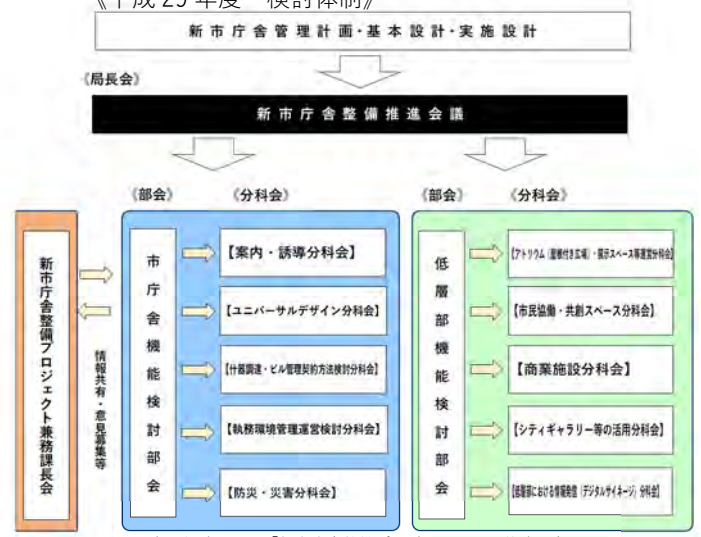 《平成 29 年度 検討体制》
新市庁舎管理計画・基本設計・実施設計
《局長会》
新市庁舎整備推進会議
《部会》
《分科会》
《部会》
《分科会》
新市庁舎整備プロジェクト兼務課長会
情報共有・意見募集等
市庁舎機能検討部会
【案内・誘導分科会】
【ユニバーサルデザイン分科会】
【什器調達・ビル管理契約方法検討分科会】
【執務環境管理運営検討分科会】
【防災・災害分科会】
低層部機能検討部会
【アトリウム（屋根付き広場）・展示スペース等運営分科会】
【市民協働・共創スペース分科会】
【商業施設分科会】
【シティギャラリー等の活用分科会】
【低層部における情報発信（デジタルサイネージ）分科会】